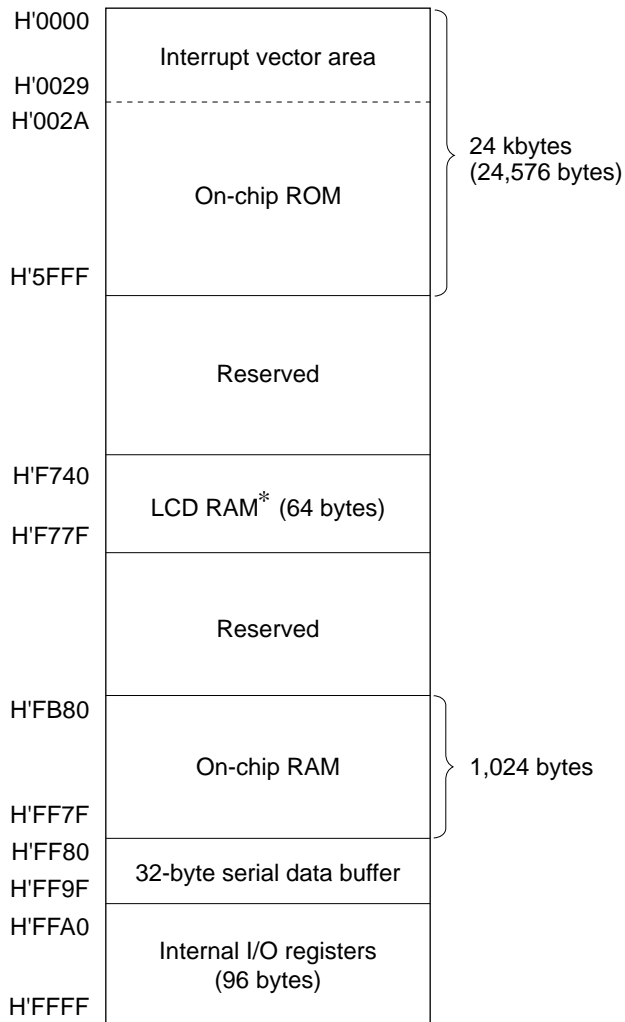 H'0000
Interrupt vector area
H'0029
H'002A
24 kbytes
(24,576 bytes)
On-chip ROM
H'5FFF
Reserved
H'F740
LCD RAM* (64 bytes)
H'F77F
Reserved
H'FB80
On-chip RAM
1,024 bytes
H'FF7F
H'FF80
32-byte serial data buffer
H'FF9F
H'FFA0
Internal I/O registers
(96 bytes)
H'FFFF